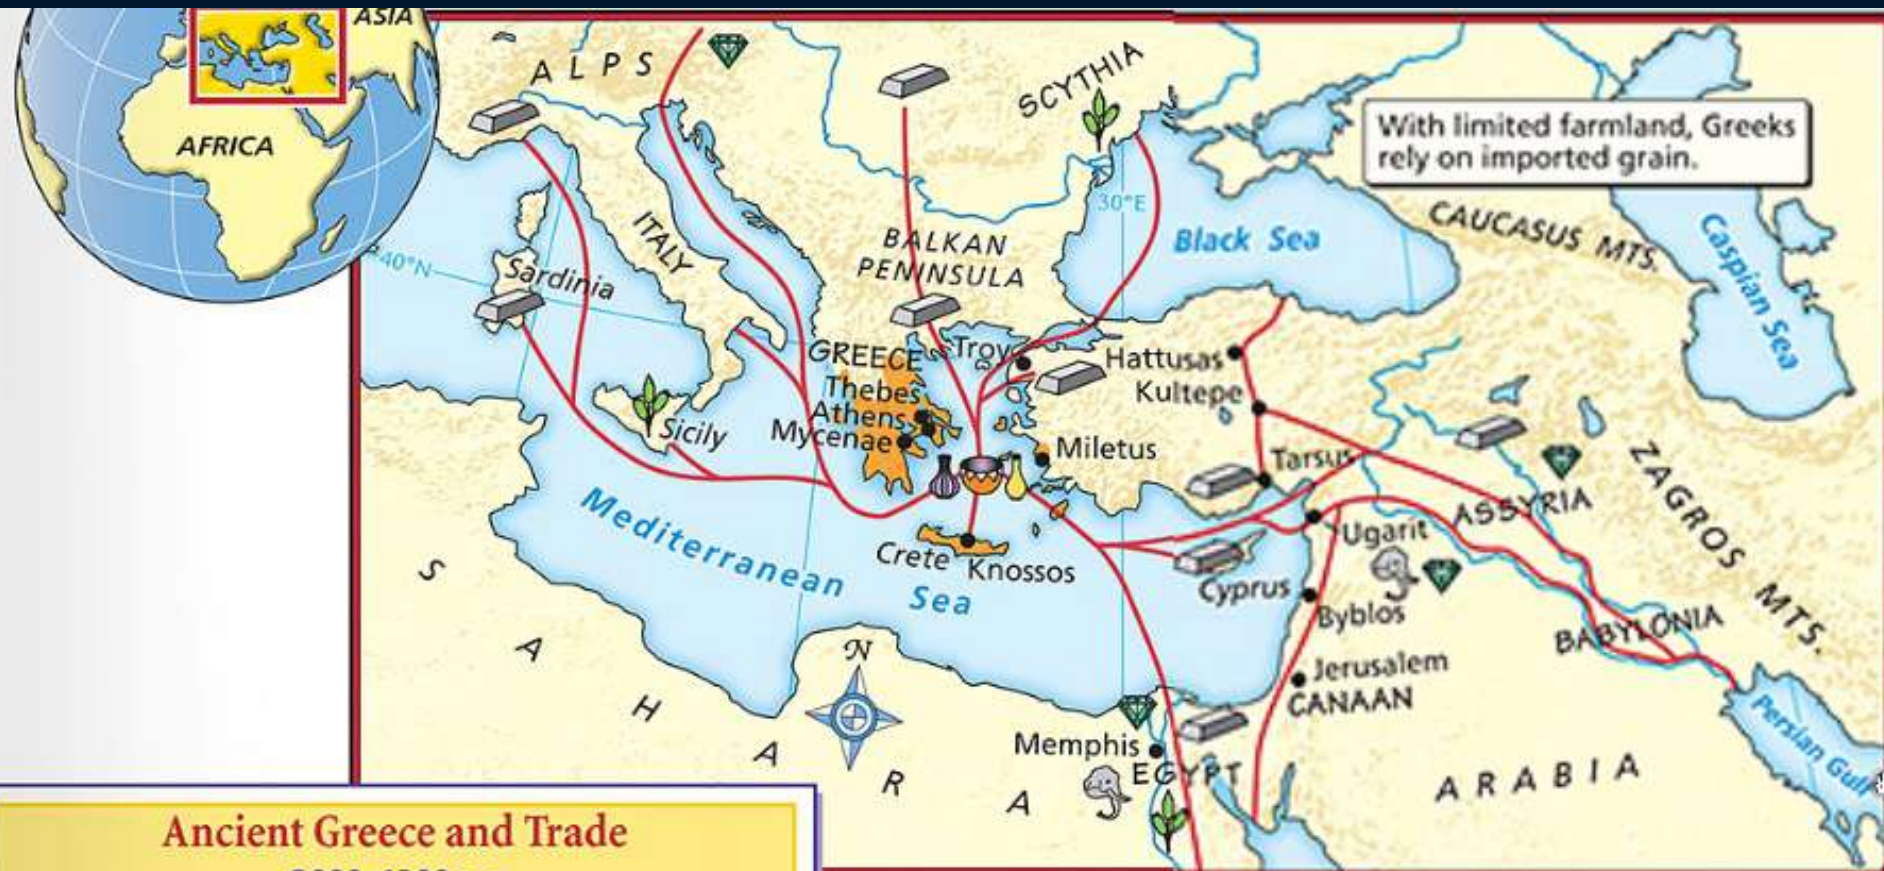 ASIA
AFRICA
ALPS
SCYTHIA
With limited farmland, Greeks
rely on imported grain.
30°E
40°N
ITALY
Sardinia
BALKAN
PENINSULA
Black Sea
CAUCASUS MTS.
Caspian Sea
GREECE
Troy
Hattusas
Thebes
Kultepe
Athens
Mycenae
Sicily
Miletus
Tarsus
ASSYRIA
ZAGROS MTS.
Mediterranean
Sea
Crete
Knossos
Ugarit
Cyprus
Byblos
BABYLONIA
Jerusalem
CANAAN
N
Memphis
EGYPT
SAHARA
ARABIA
Persian Gulf
Ancient Greece and Trade